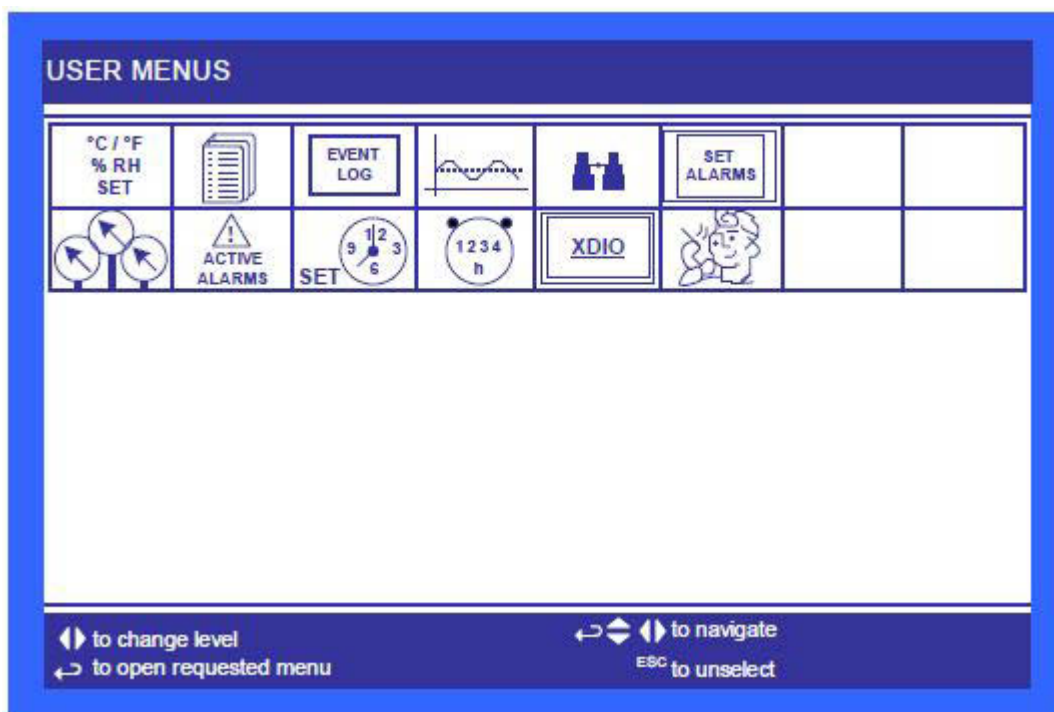 USER MENUS
°C / °F
% RH
SET
EVENT
LOG
SET
ALARMS
ACTIVE
ALARMS
SET
12
9 3
6
1234
h
XDIO
to change level
to open requested menu
to navigate
ESC to unselect